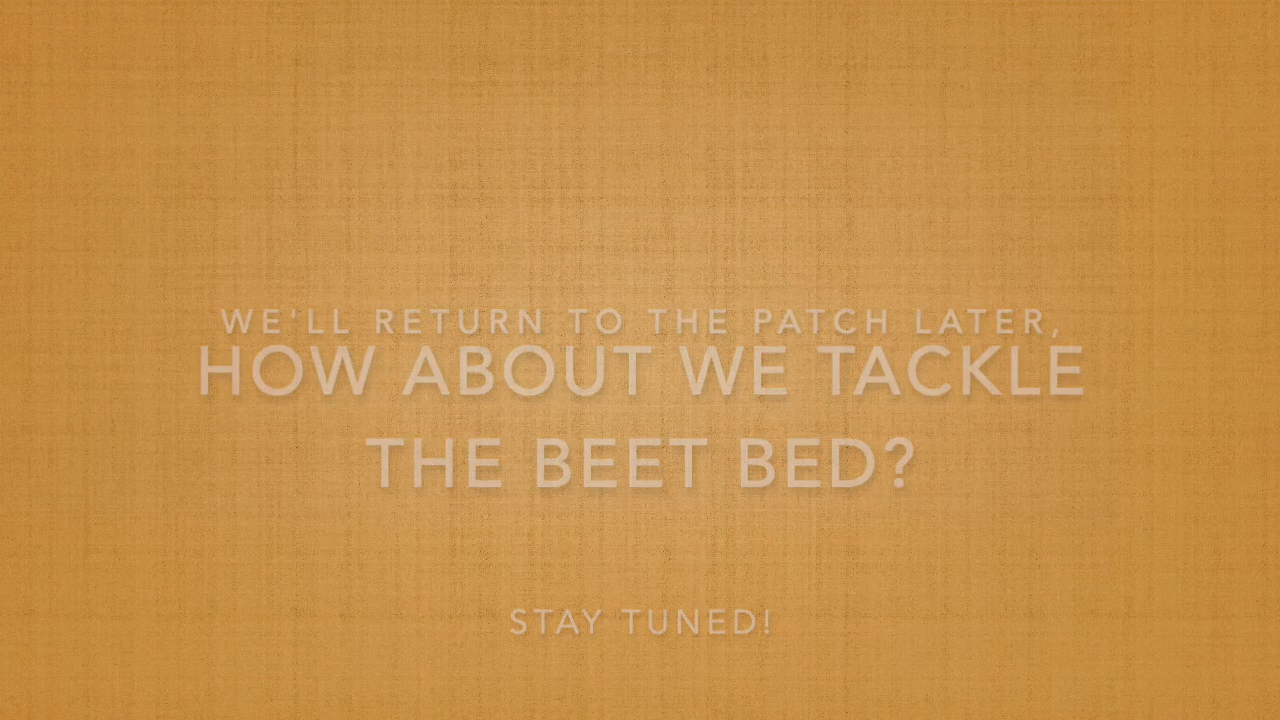 WE'LL RETURN TO THE PATCH LATER,
HOW ABOUT WE TACKLE
THE BEET BED?
STAY TUNED!